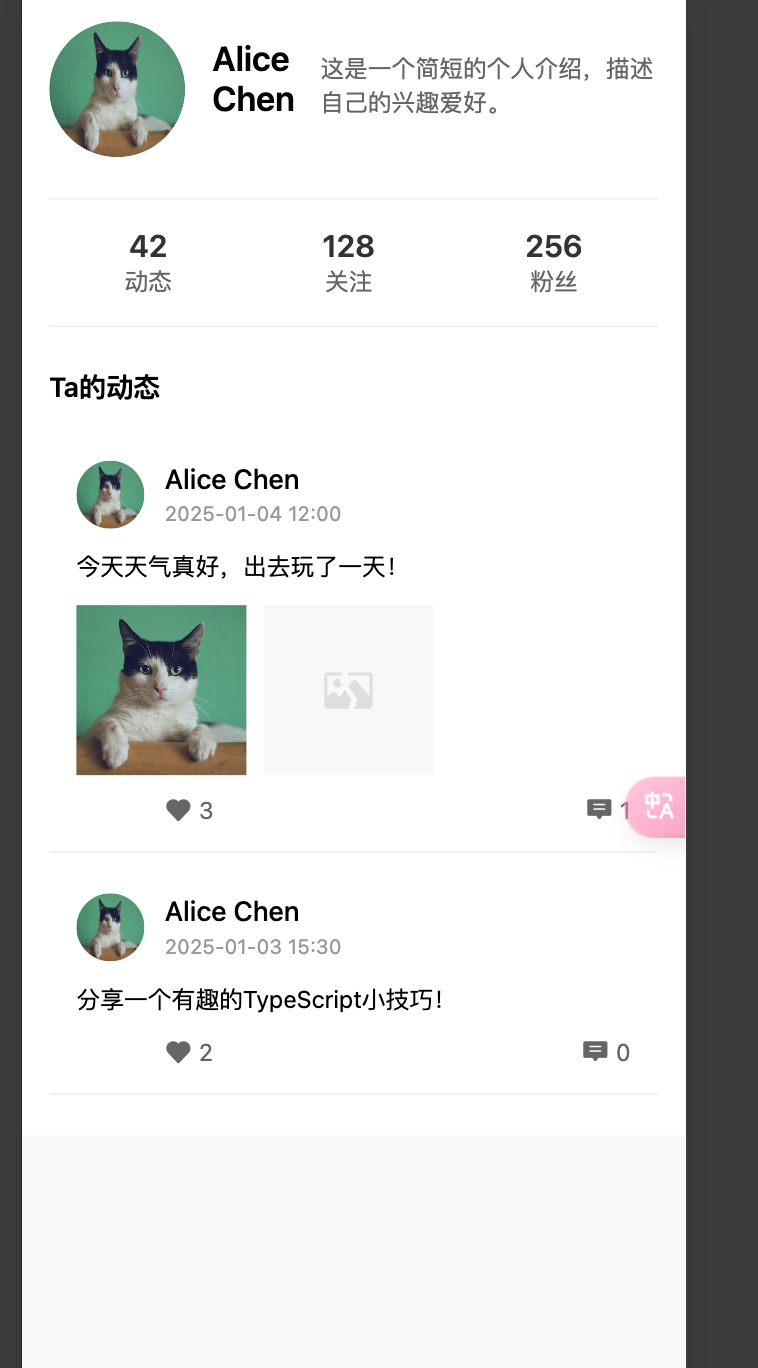 Alice
Chen
这是一个简短的个人介绍，描述
自己的兴趣爱好。
42
128
256
动态
关注
粉丝
Ta的动态
Alice Chen
2025-01-04 12:00
今天天气真好，出去玩了一天！
3
1
中A
Alice Chen
2025-01-03 15:30
分享一个有趣的TypeScript小技巧！
2
0